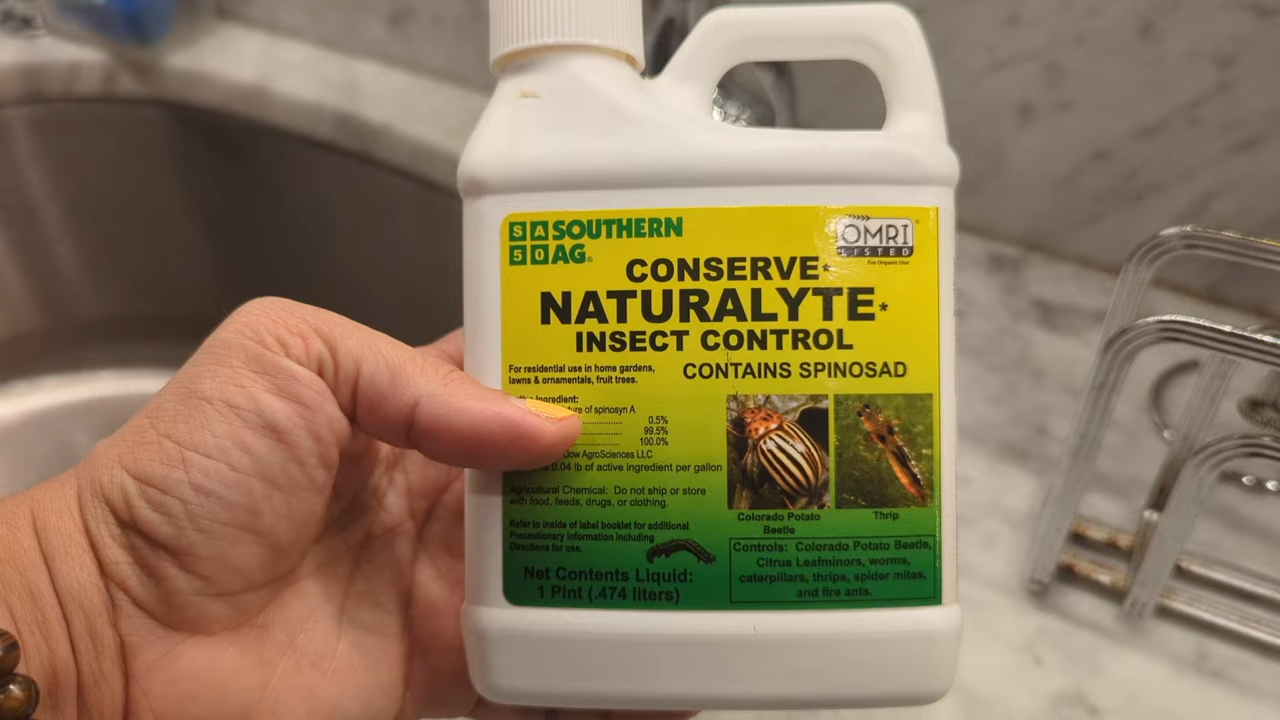 SA SOUTHERN
50 AG®
OMRI
LISTED
For Organic Use
CONSERVE*
NATURALYTE*
INSECT CONTROL
CONTAINS SPINOSAD
For residential use in home gardens,
lawns & ornamentals, fruit trees.
Ingredient:
of spinosyn A
0.5%
99.5%
100.0%
Dow AgroSciences LLC
0.04 lb of active ingredient per gallon
Agricultural Chemical: Do not ship or store
with food, feeds, drugs, or clothing.
Refer to inside of label booklet for additional
Precautionary Information including
Directions for use.
Net Contents Liquid:
1 Pint (.474 liters)
Colorado Potato
Beetle
Thrip
Controls: Colorado Potato Beetle,
Citrus Leafminors, worms,
caterpillars, thrips, spider mites,
and fire ants.